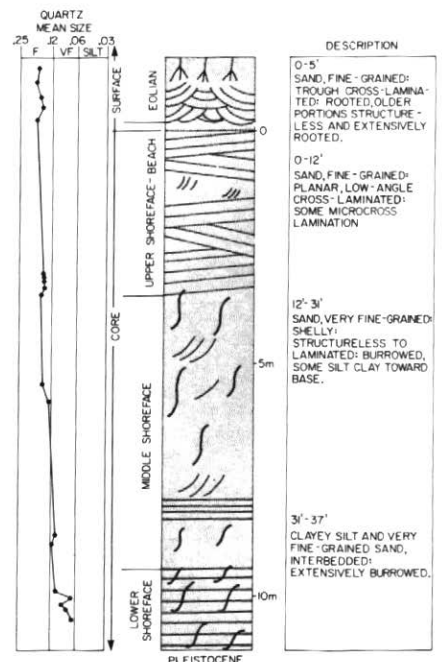 QUARTZ
MEAN SIZE
.25 .12 .06 .03
F VF SILT
SURFACE
CORE
EOLIAN
UPPER SHOREFACE-BEACH
MIDDLE SHOREFACE
LOWER
SHOREFACE
0
5m
10m
PLEISTOCENE
DESCRIPTION
0-5'
SAND, FINE-GRAINED:
TROUGH CROSS-LAMINA-
TED: ROOTED, OLDER
PORTIONS STRUCTURE-
LESS AND EXTENSIVELY
ROOTED.
0-12'
SAND, FINE-GRAINED:
PLANAR, LOW-ANGLE
CROSS-LAMINATED:
SOME MICROCROSS
LAMINATION
12'-31'
SAND, VERY FINE-GRAINED:
SHELLY:
STRUCTURELESS TO
LAMINATED: BURROWED,
SOME SILT CLAY TOWARD
BASE.
31'-37'
CLAYEY SILT AND VERY
FINE-GRAINED SAND,
INTERBEDDED:
EXTENSIVELY BURROWED.